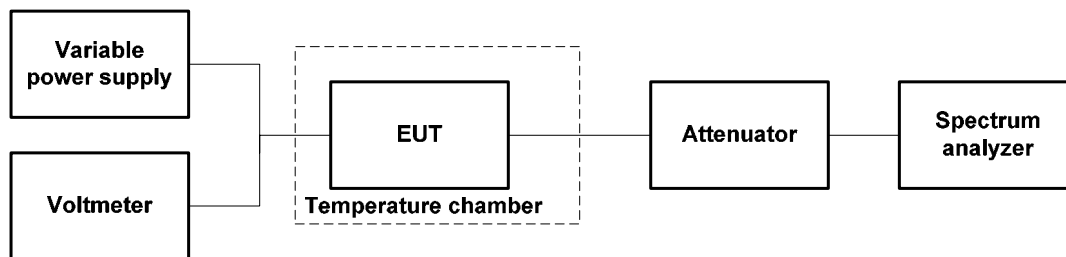 Variable
power supply
Voltmeter
EUT
Temperature chamber
Attenuator
Spectrum
analyzer